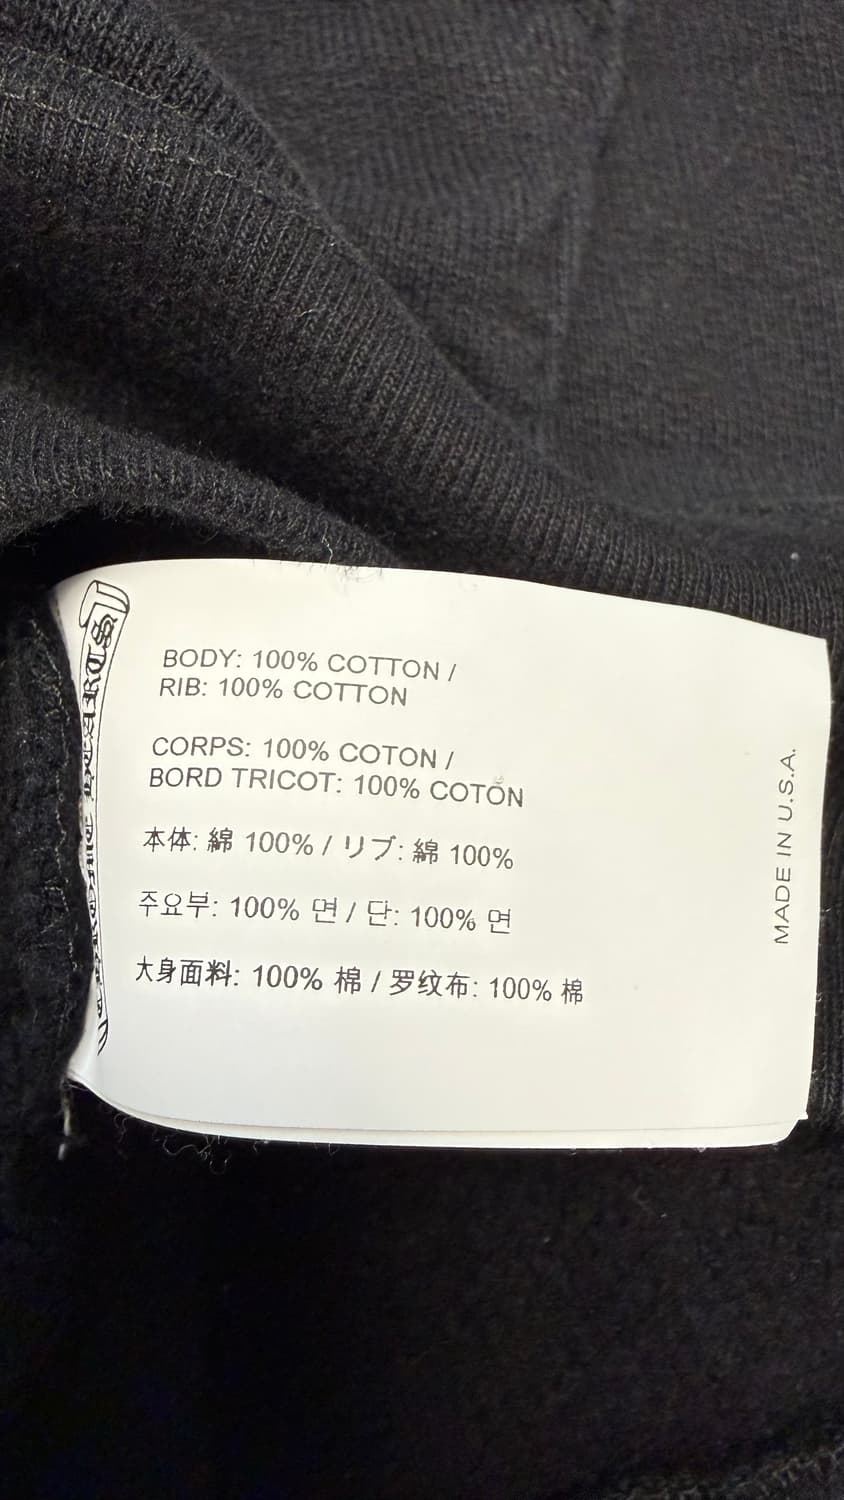 BODY: 100% COTTON /
RIB: 100% COTTON
CORPS: 100% COTON /
BORD TRICOT: 100% COTON
本体: 綿 100% / リブ: 綿 100%
주요부: 100% 면 / 단: 100% 면
大身面料: 100% 棉 / 罗纹布: 100% 棉
MADE IN U.S.A.